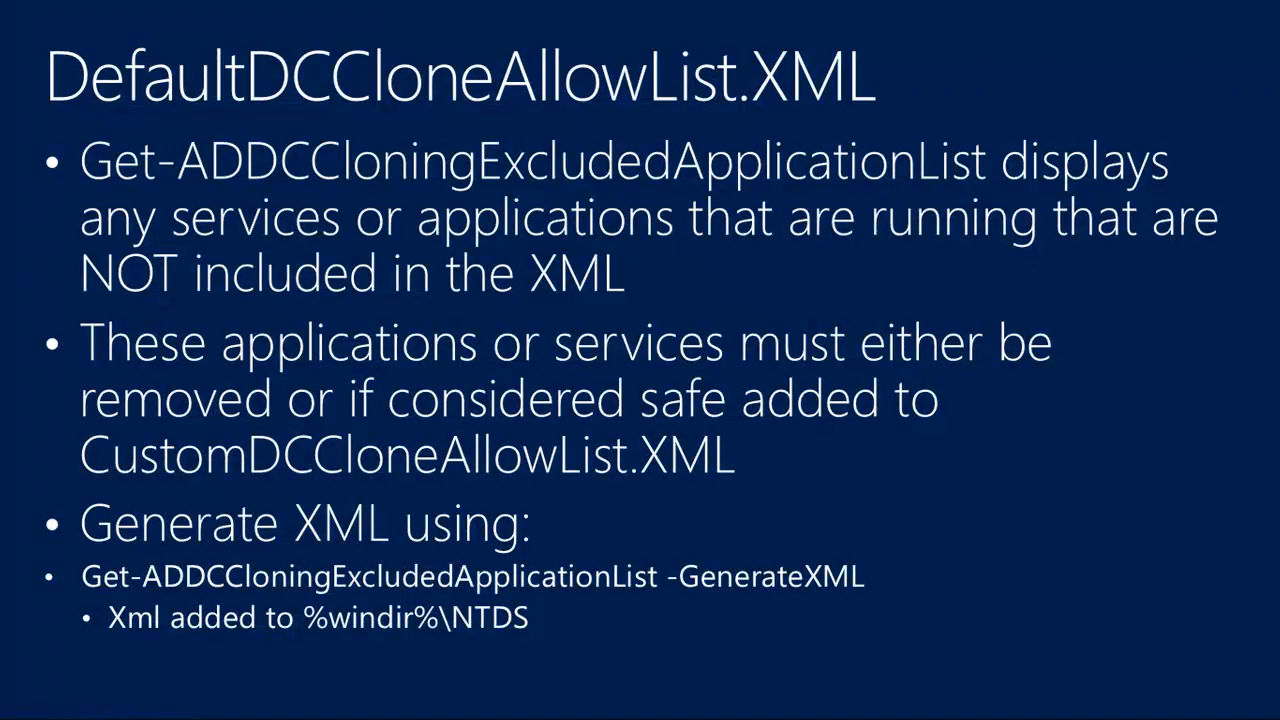 DefaultDCCloneAllowList.XML
• Get-ADDCCloningExcludedApplicationList displays
any services or applications that are running that are
NOT included in the XML
• These applications or services must either be
removed or if considered safe added to
CustomDCCloneAllowList.XML
• Generate XML using:
• Get-ADDCCloningExcludedApplicationList -GenerateXML
• Xml added to %windir%\NTDS